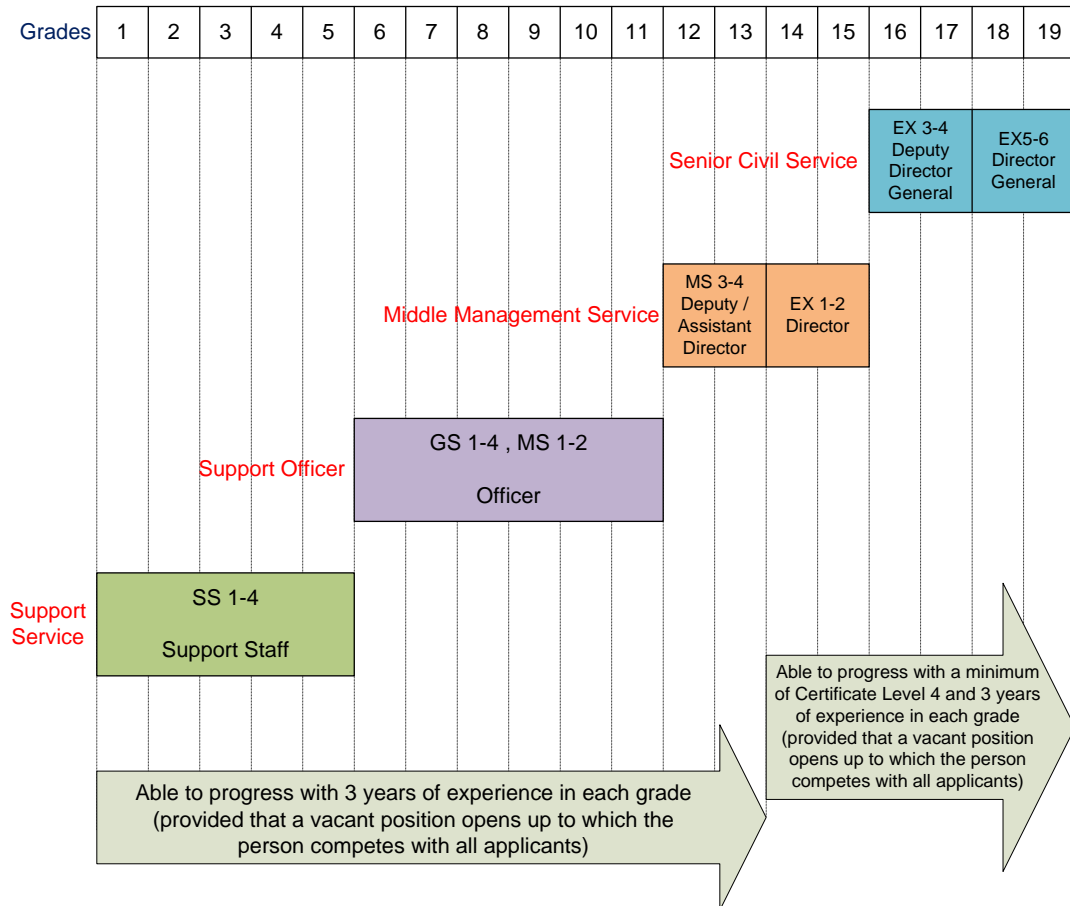 Grades 1 2 3 4 5 6 7 8 9 10 11 12 13 14 15 16 17 18 19
Senior Civil Service
EX 3-4
Deputy
Director
General
EX5-6
Director
General
Middle Management Service
MS 3-4
Deputy /
Assistant
Director
EX 1-2
Director
Support Officer
GS 1-4 , MS 1-2
Officer
Support
Service
SS 1-4
Support Staff
Able to progress with a minimum
of Certificate Level 4 and 3 years
of experience in each grade
(provided that a vacant position
opens up to which the person
competes with all applicants)
Able to progress with 3 years of experience in each grade
(provided that a vacant position opens up to which the
person competes with all applicants)